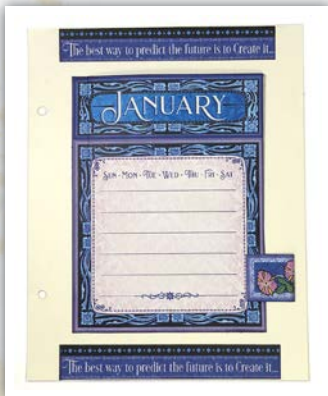 The best way to predict the future is to Create it...
JANUARY
SUN · MON · TUE · WED · THU · FRI · SAT
The best way to predict the future is to Create it...